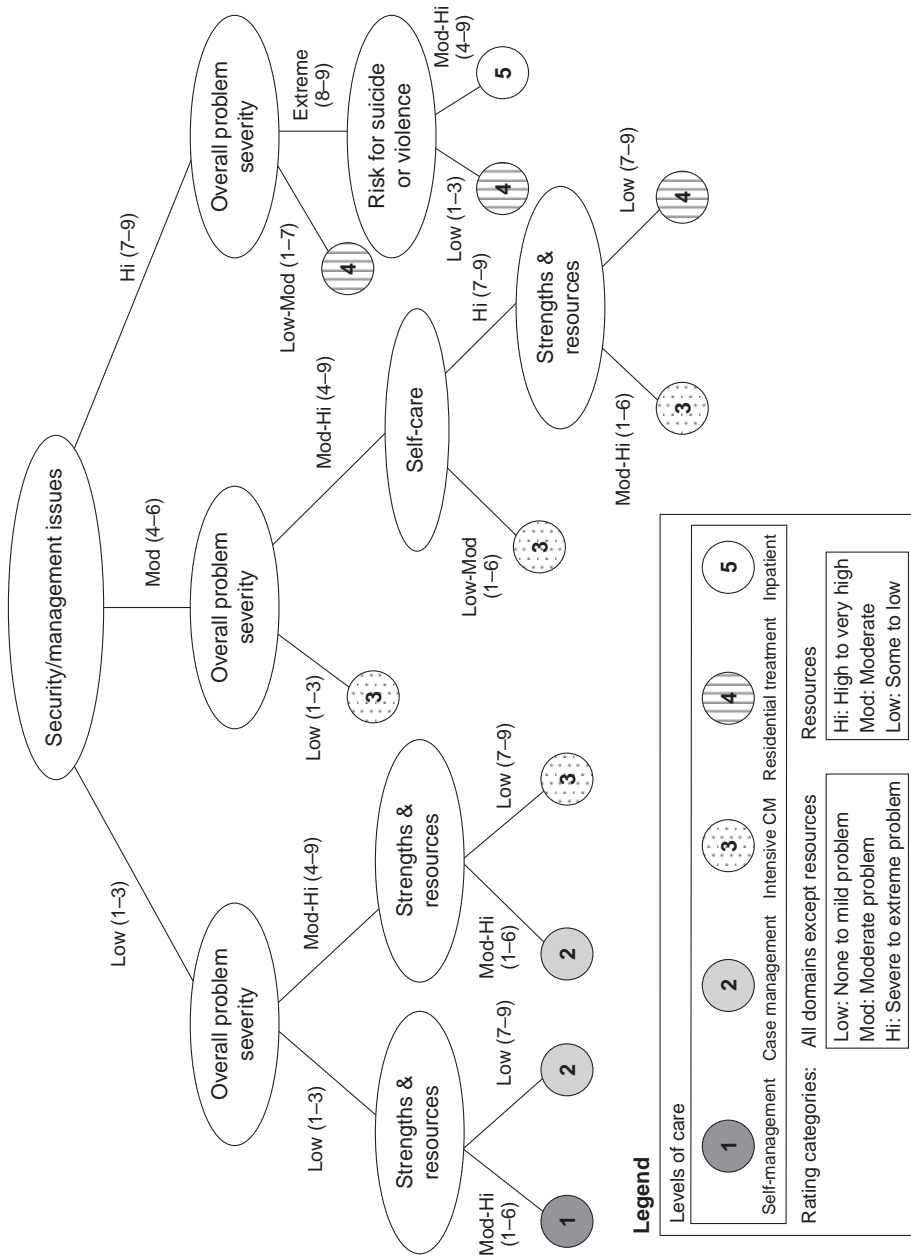 Security/management issues
Low (1–3)
Mod (4–6)
Hi (7–9)
Overall problem
severity
Overall problem
severity
Overall problem
severity
Low (1–3)
Mod-Hi (4–9)
Low (1–3)
Mod-Hi (4–9)
Low-Mod (1–7)
Extreme
(8–9)
Strengths &
resources
Strengths &
resources
3
Self-care
4
Risk for suicide
or violence
Mod-Hi
(1–6)
Low (7–9)
Mod-Hi
(1–6)
Low (7–9)
Low-Mod
(1–6)
Hi (7–9)
Low (1–3)
Mod-Hi
(4–9)
1
2
2
3
3
Strengths &
resources
4
5
Mod-Hi (1–6)
Low (7–9)
3
4
Legend
Levels of care
1
2
3
4
5
Self-management
Case management
Intensive CM
Residential treatment
Inpatient
Rating categories:
All domains except resources
Resources
Low: None to mild problem
Mod: Moderate problem
Hi: Severe to extreme problem
Hi: High to very high
Mod: Moderate
Low: Some to low